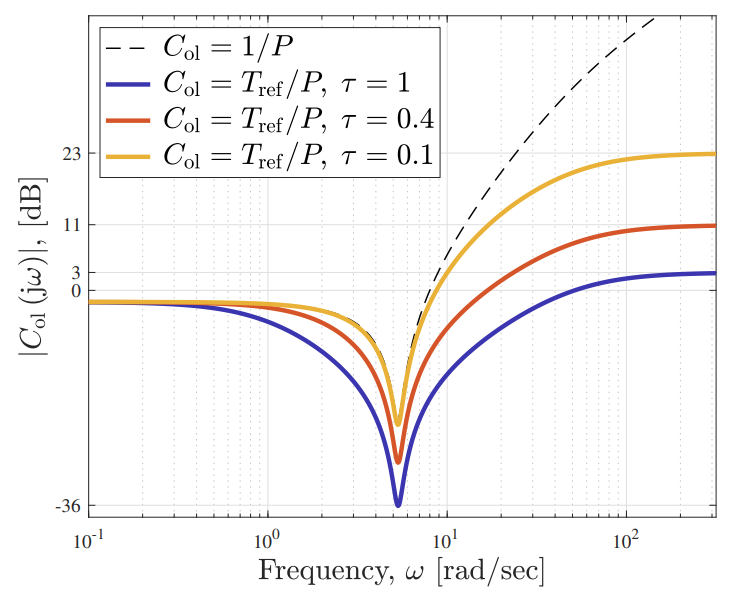 C_ol = 1/P
C_ol = T_ref/P, τ = 1
C_ol = T_ref/P, τ = 0.4
C_ol = T_ref/P, τ = 0.1
23
11
3
0
-36
|C_ol (jω)|, [dB]
10^-1 10^0 10^1 10^2
Frequency, ω [rad/sec]